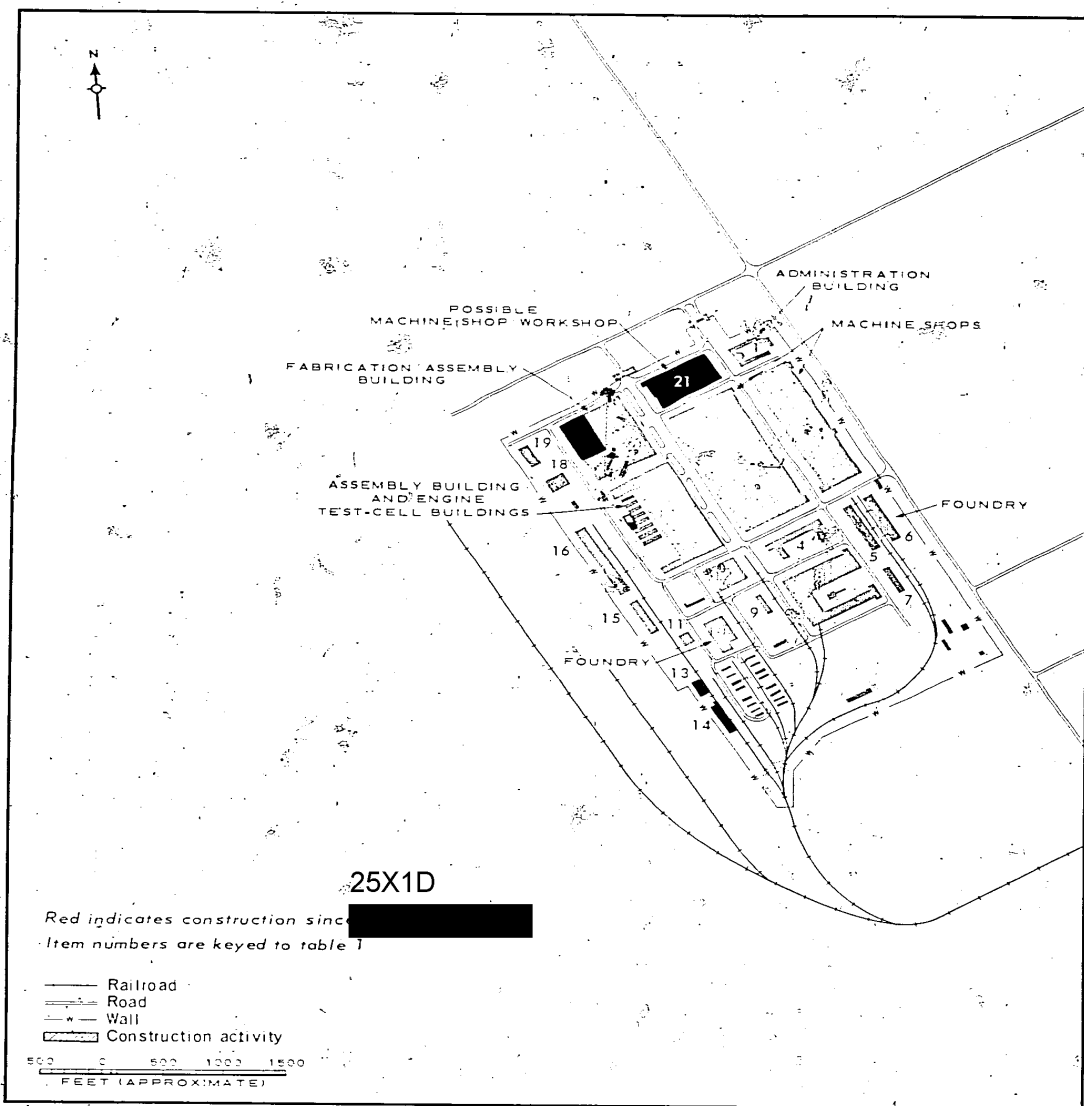 N
ADMINISTRATION
BUILDING
POSSIBLE
MACHINE SHOP WORKSHOP
MACHINE SHOPS
FABRICATION ASSEMBLY
BUILDING
21
19
18
ASSEMBLY BUILDING
AND ENGINE
TEST-CELL BUILDINGS
FOUNDRY
6
5
4
16
7
9
15
11
FOUNDRY
13
14
25X1D
Red indicates construction since
Item numbers are keyed to table 1
Railroad
Road
w Wall
Construction activity
500 0 500 1000 1500
FEET (APPROXIMATE)